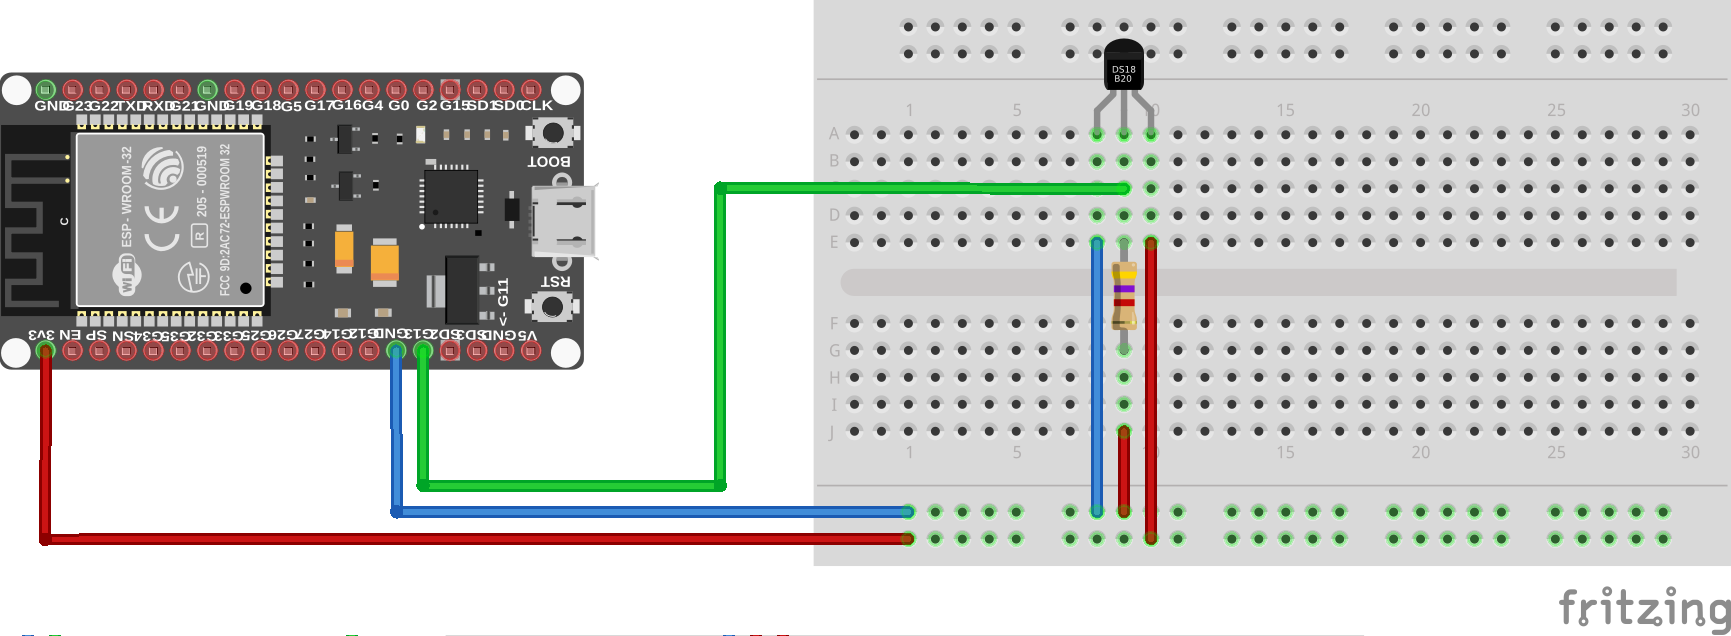 GND G23 G22 TXD RXD G21 GND G19 G18 G5 G17 G16 G4 G0 G2 G15 SD1 SD0 CLK
DS18
B20
BOOT
ESP - WROOM-32
205 - 000519
FCC 9D:2AC72-ESPWROOM 32
CE
R
C
Wi Fi
RST
<- G11
3V3 EN SP SN G34 G35 G32 G33 G25 G26 G27 G14 G12 GND G13 SD2 SD3 GND V5
1 5 10 15 20 25 30
A
B
D
E
F
G
H
I
J
1 5 15 20 25 30
fritzing